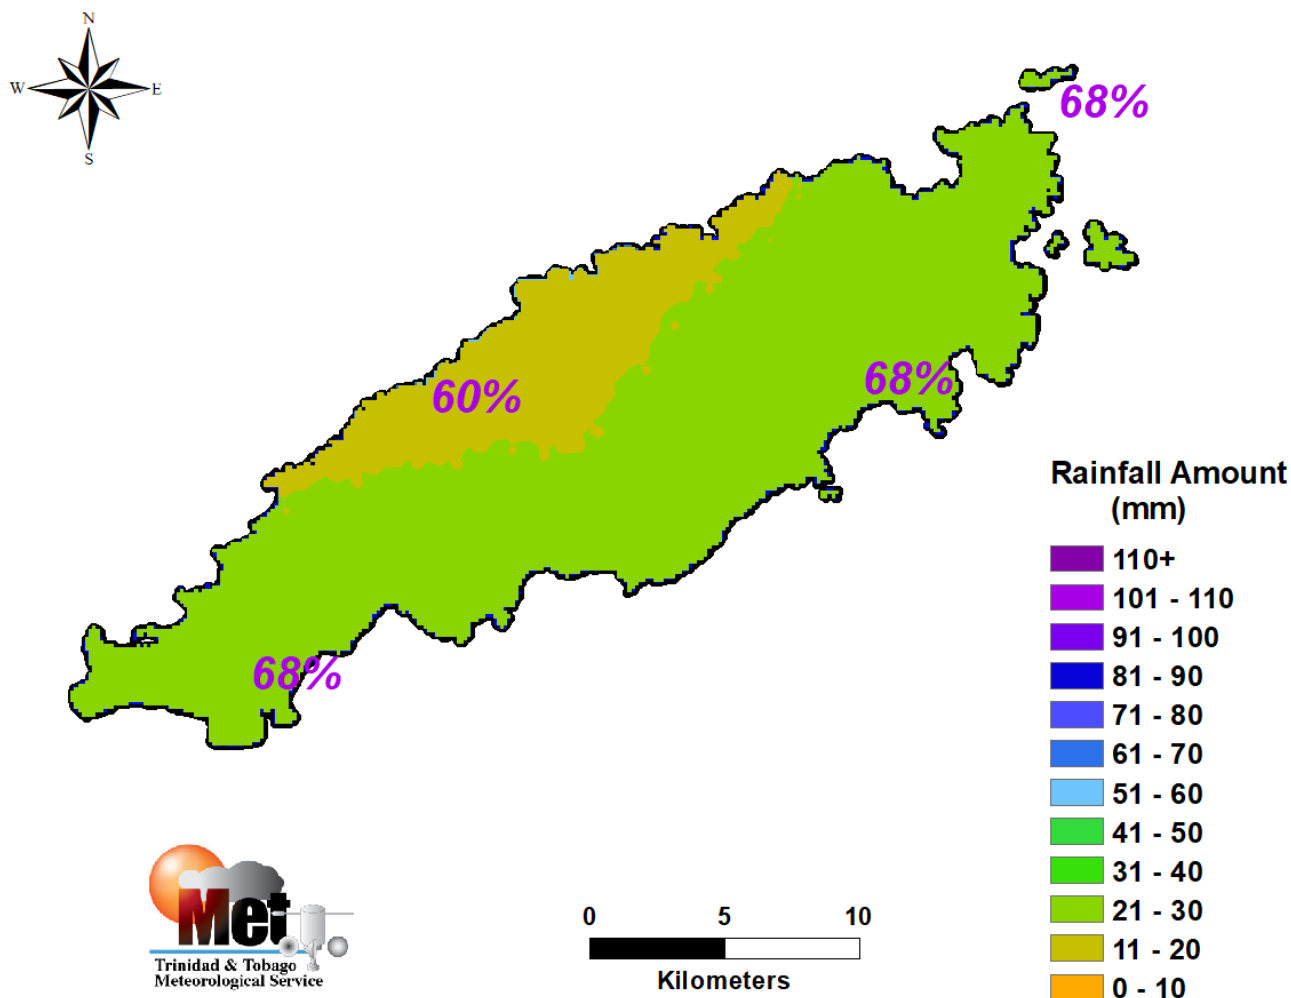 N
W E
S
68%
68%
60%
68%
Rainfall Amount
(mm)
110+
101 - 110
91 - 100
81 - 90
71 - 80
61 - 70
51 - 60
41 - 50
31 - 40
21 - 30
11 - 20
0 - 10
Met
Trinidad & Tobago
Meteorological Service
0 5 10
Kilometers